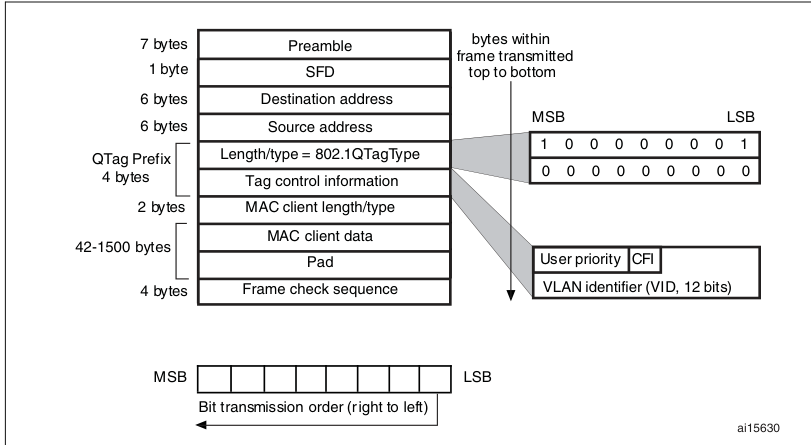 7 bytes
Preamble
1 byte
SFD
6 bytes
Destination address
6 bytes
Source address
QTag Prefix
4 bytes
Length/type = 802.1QTagType
Tag control information
2 bytes
MAC client length/type
42-1500 bytes
MAC client data
Pad
4 bytes
Frame check sequence
bytes within
frame transmitted
top to bottom
MSB LSB
1 0 0 0 0 0 0 0 1
0 0 0 0 0 0 0 0 0
User priority CFI
VLAN identifier (VID, 12 bits)
MSB LSB
Bit transmission order (right to left)
ai15630